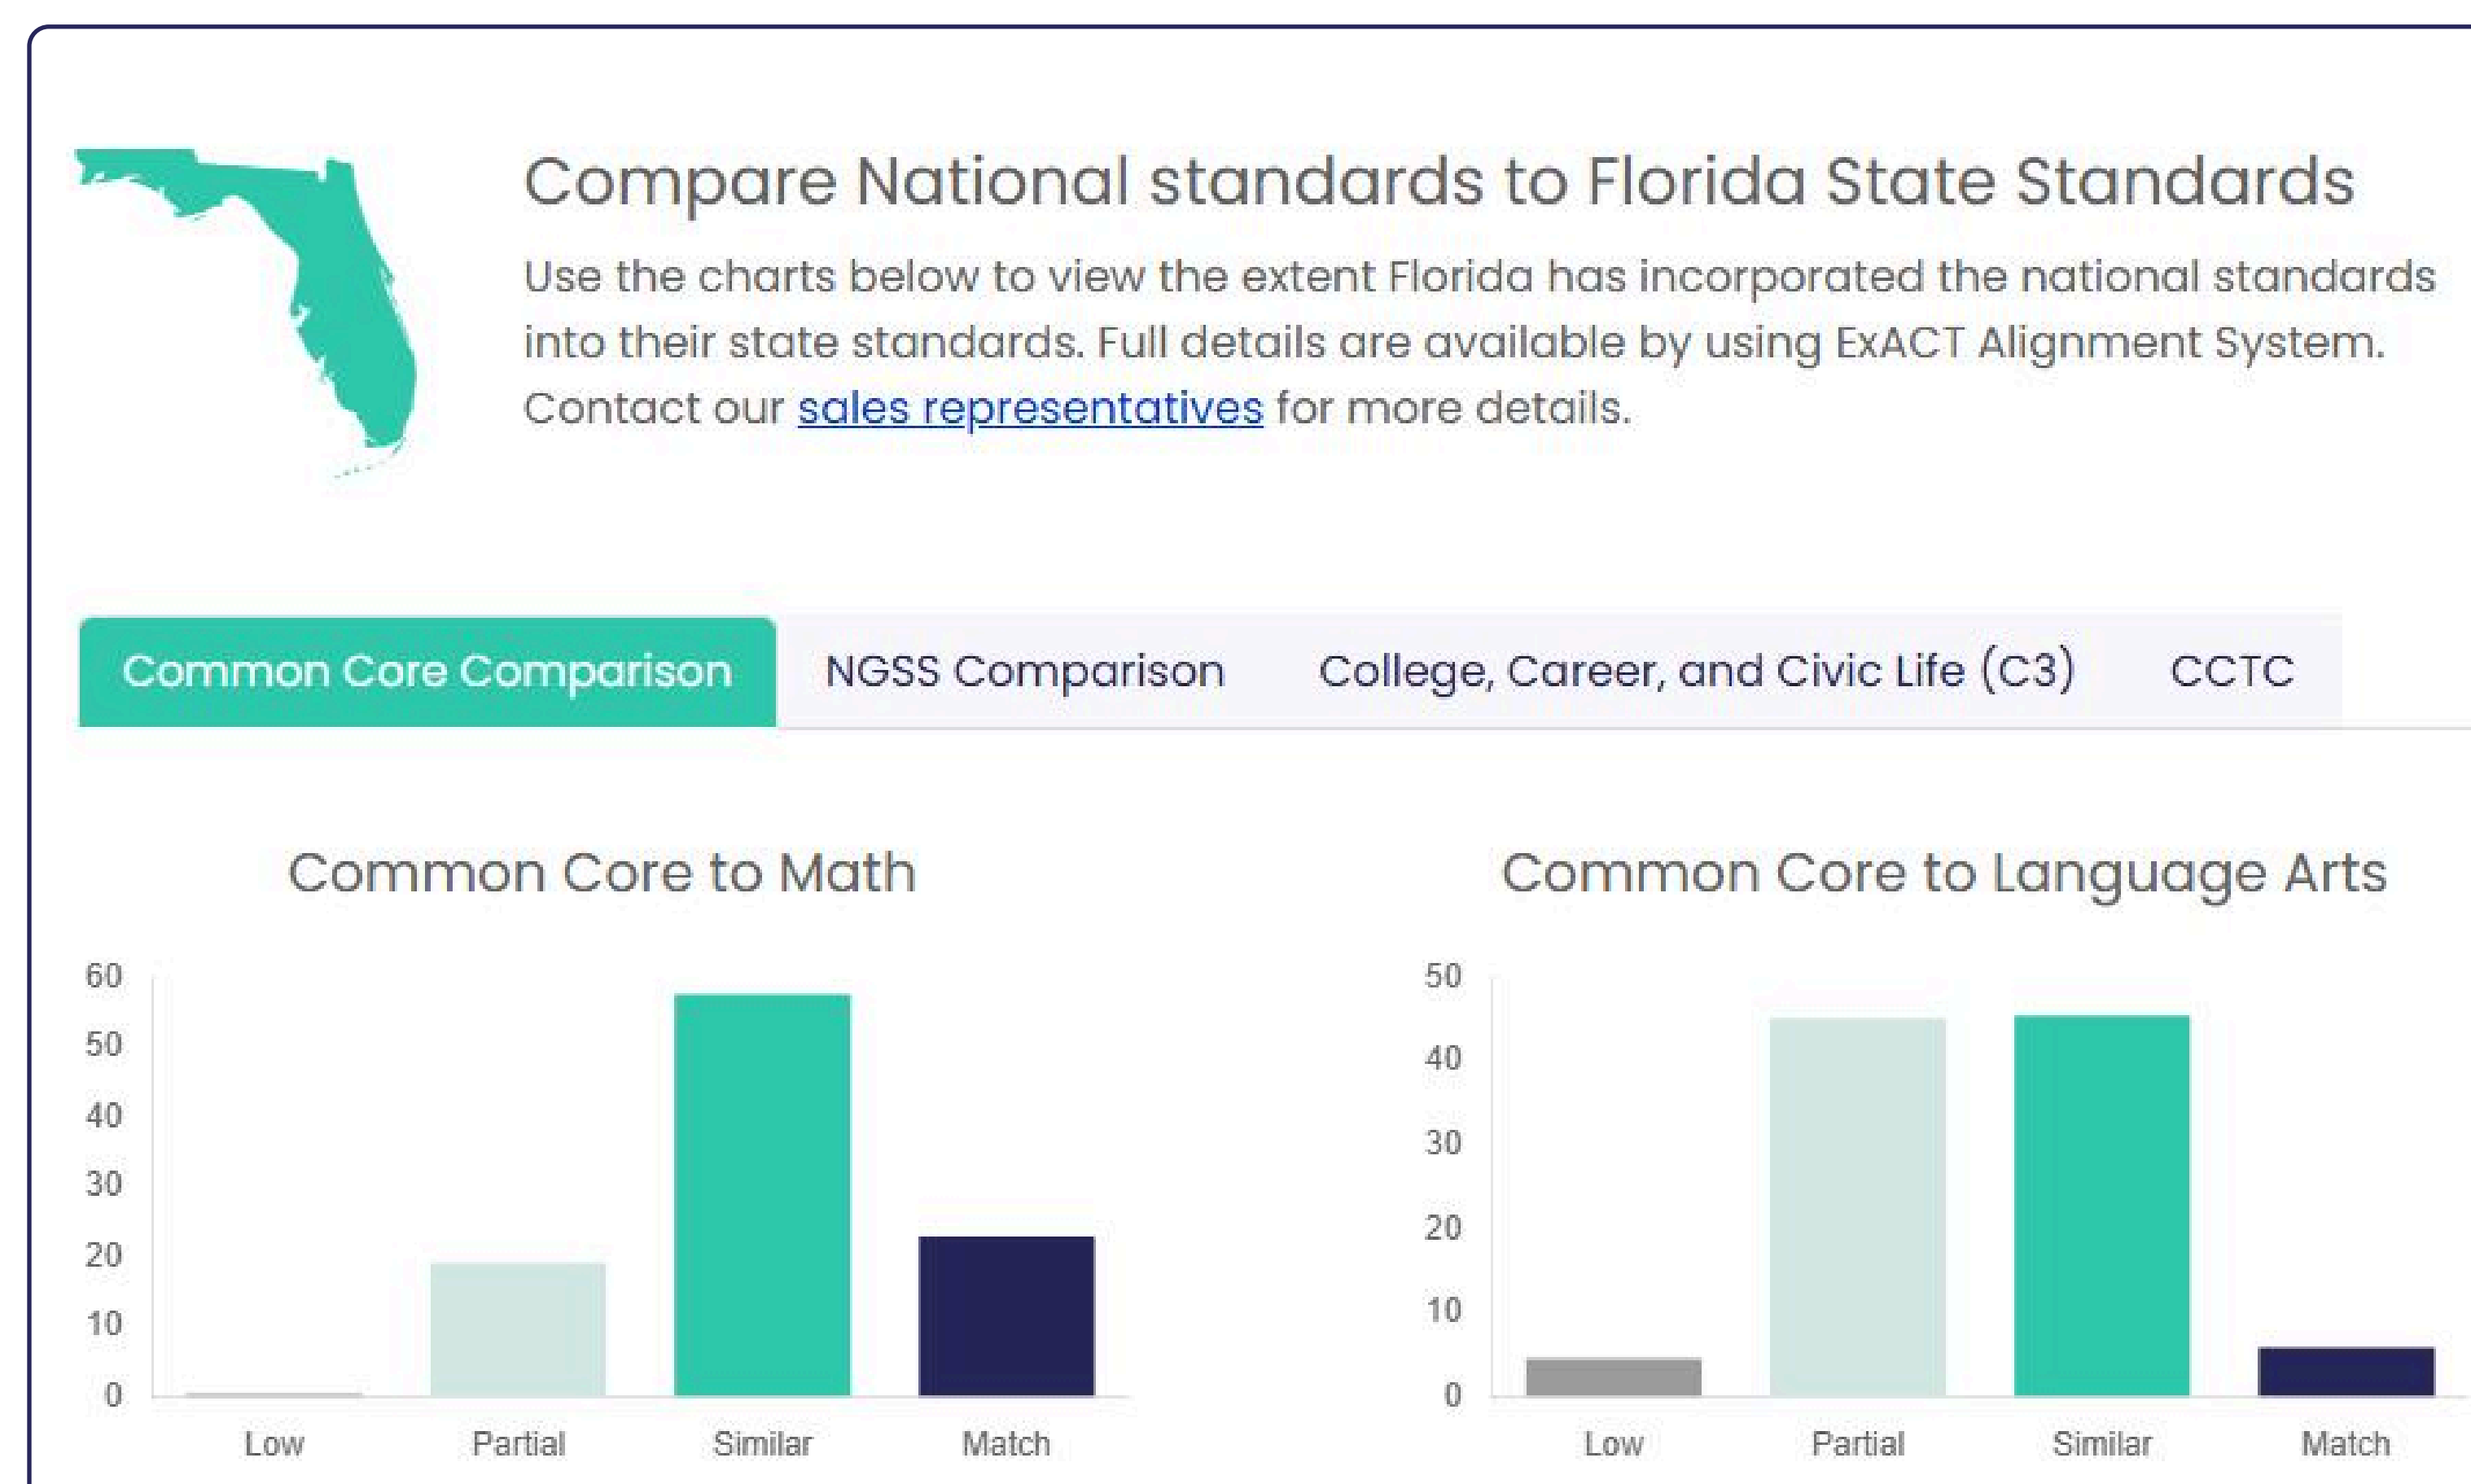 Compare National standards to Florida State Standards
Use the charts below to view the extent Florida has incorporated the national standards
into their state standards. Full details are available by using ExACT Alignment System.
Contact our sales representatives for more details.
Common Core Comparison
NGSS Comparison
College, Career, and Civic Life (C3)
CCTC
Common Core to Math
60
50
40
30
20
10
0
Low
Partial
Similar
Match
Common Core to Language Arts
50
40
30
20
10
0
Low
Partial
Similar
Match